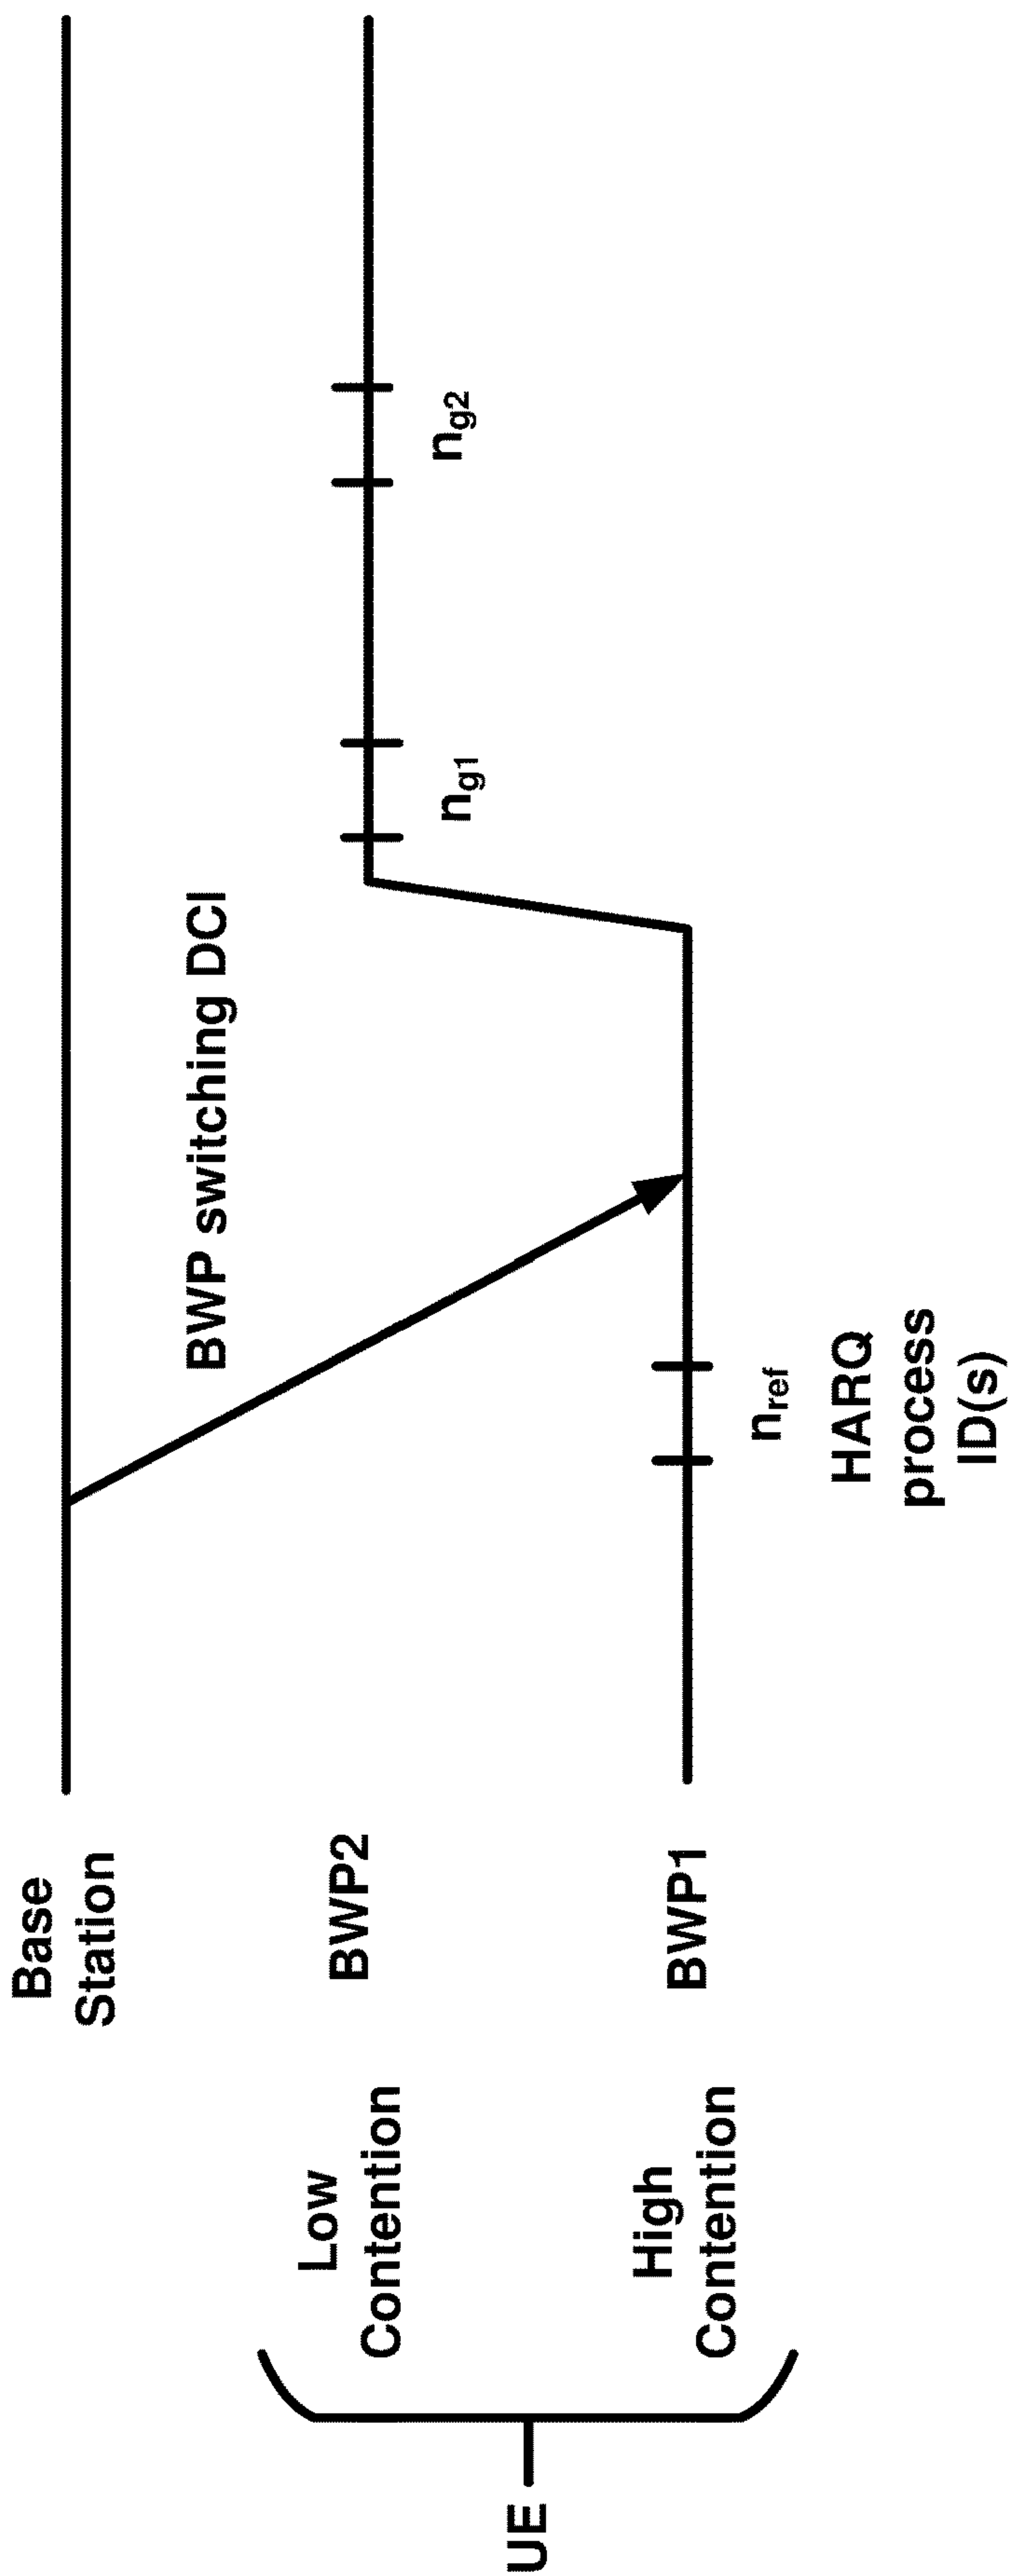 Base
Station
BWP switching DCI
Low
Contention
BWP2
n_g1
n_g2
UE
High
Contention
BWP1
n_ref
HARQ
process
ID(s)